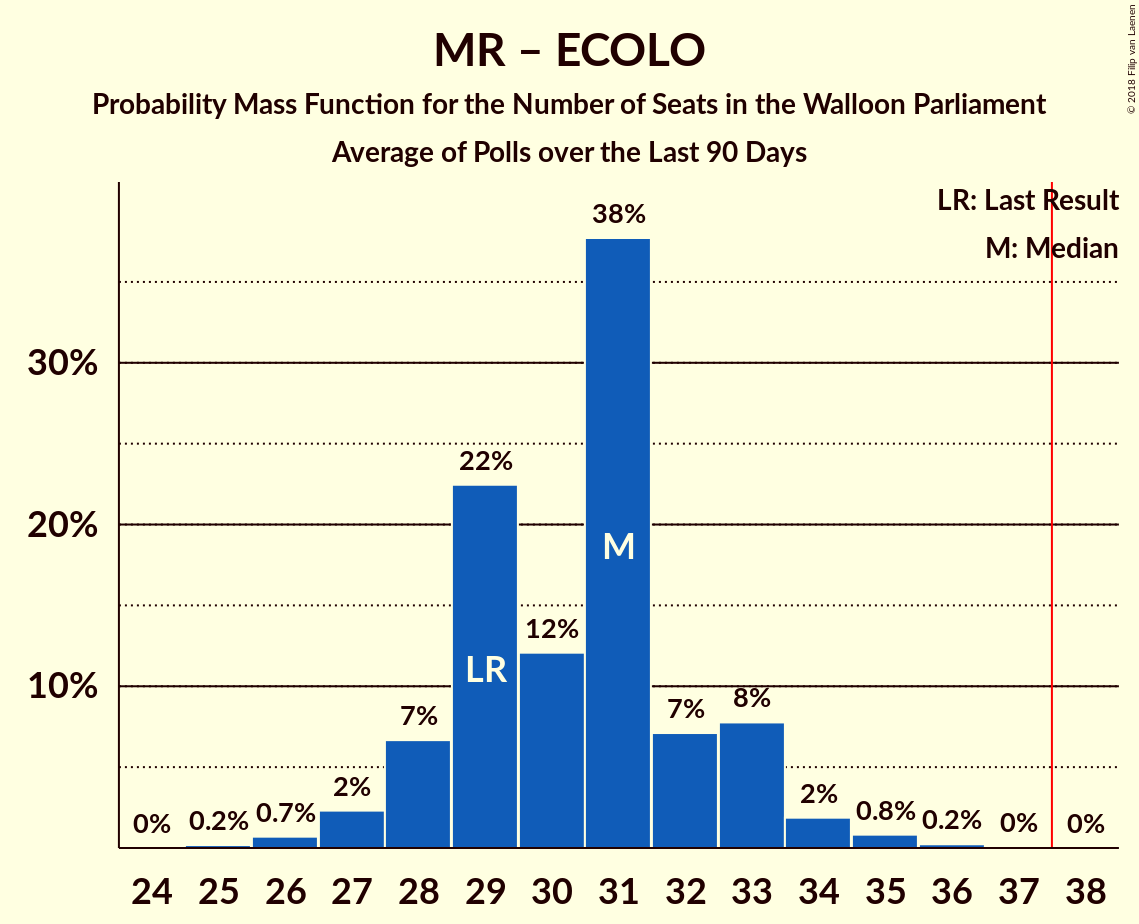 MR – ECOLO
Probability Mass Function for the Number of Seats in the Walloon Parliament
Average of Polls over the Last 90 Days
© 2018 Filip van Laenen
LR: Last Result
M: Median
38%
30%
22%
20%
M
12%
LR
10%
8%
7%
7%
2%
2%
0%
0.2%
0.7%
0.8%
0.2%
0%
0%
24 25 26 27 28 29 30 31 32 33 34 35 36 37 38